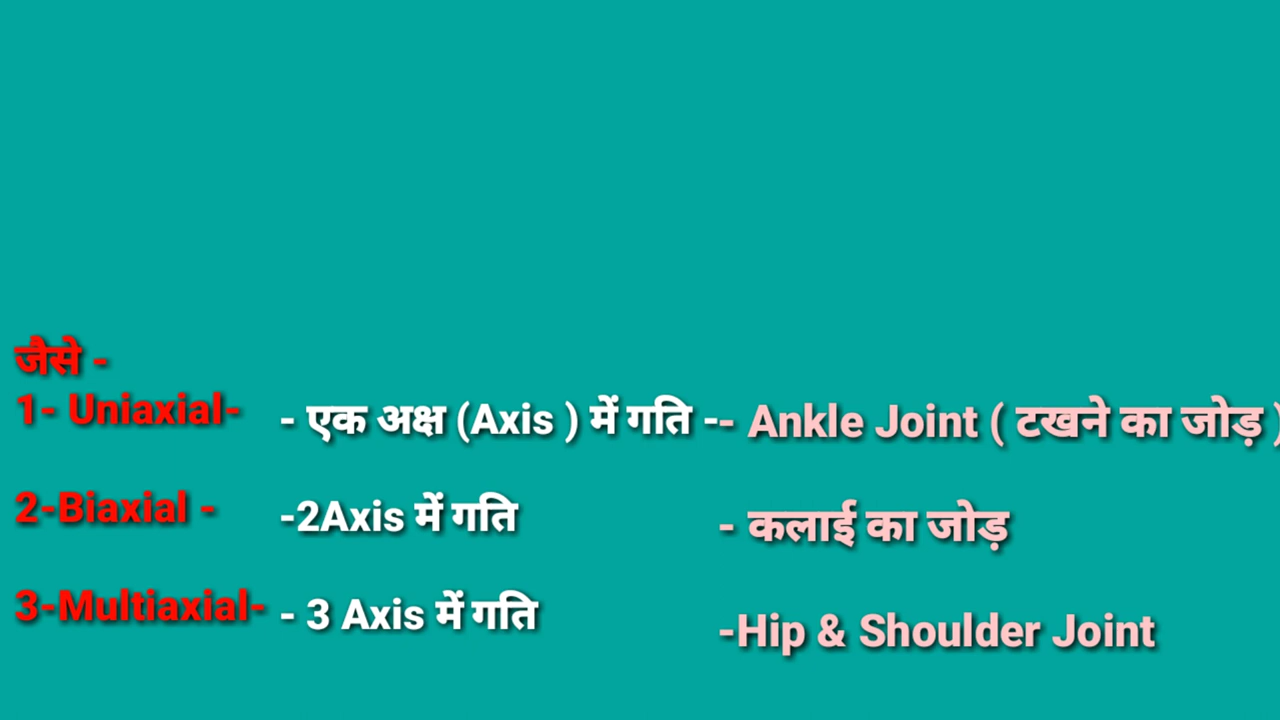 जैसे -
1- Uniaxial- - एक अक्ष (Axis ) में गति -- Ankle Joint ( टखने का जोड़ )
2-Biaxial - -2Axis में गति - कलाई का जोड़
3-Multiaxial- - 3 Axis में गति -Hip & Shoulder Joint